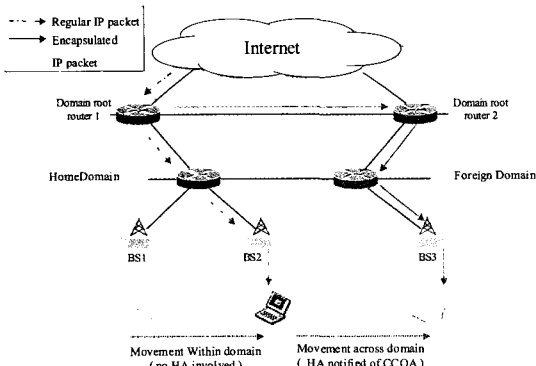 Regular IP packet
Encapsulated
IP packet
Internet
Domain root
router 1
Domain root
router 2
HomeDomain
Foreign Domain
BS1
BS2
BS3
Movement Within domain
( no HA involved )
Movement across domain
( HA notified of CCOA )